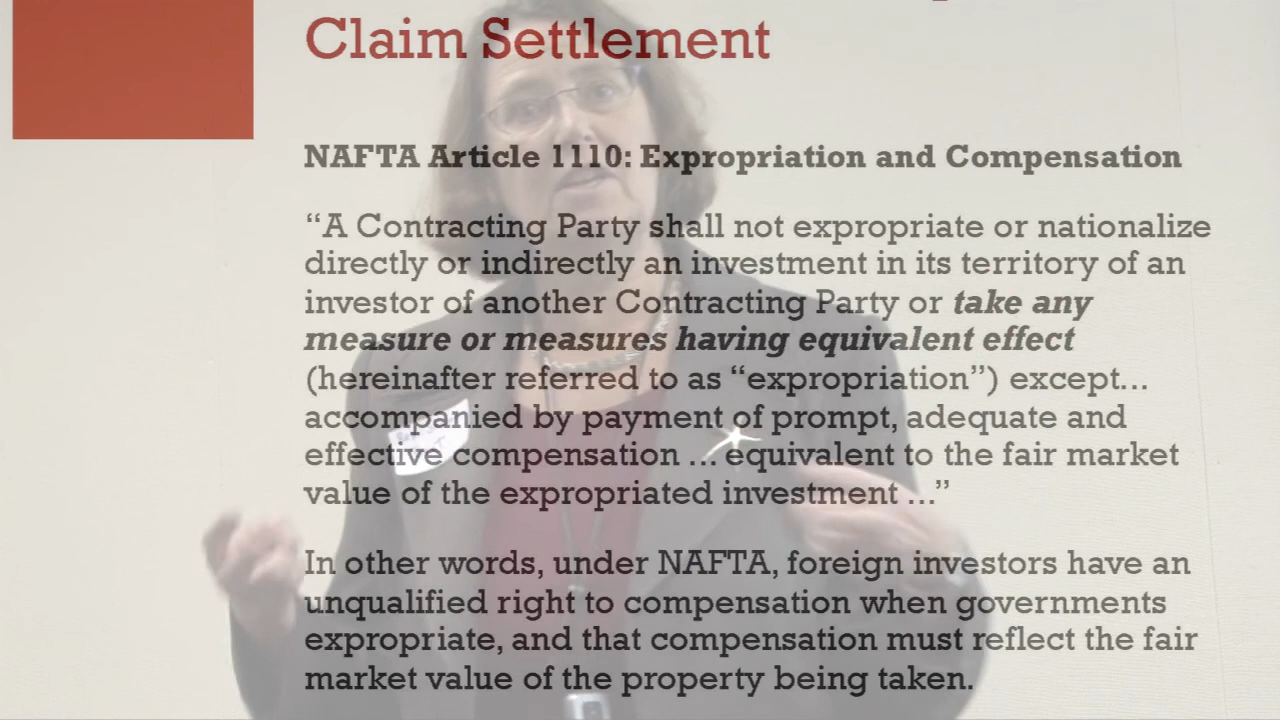 Claim Settlement
NAFTA Article 1110: Expropriation and Compensation
“A Contracting Party shall not expropriate or nationalize
directly or indirectly an investment in its territory of an
investor of another Contracting Party or take any
measure or measures having equivalent effect
(hereinafter referred to as “expropriation”) except...
accompanied by payment of prompt, adequate and
effective compensation ... equivalent to the fair market
value of the expropriated investment ...”
In other words, under NAFTA, foreign investors have an
unqualified right to compensation when governments
expropriate, and that compensation must reflect the fair
market value of the property being taken.